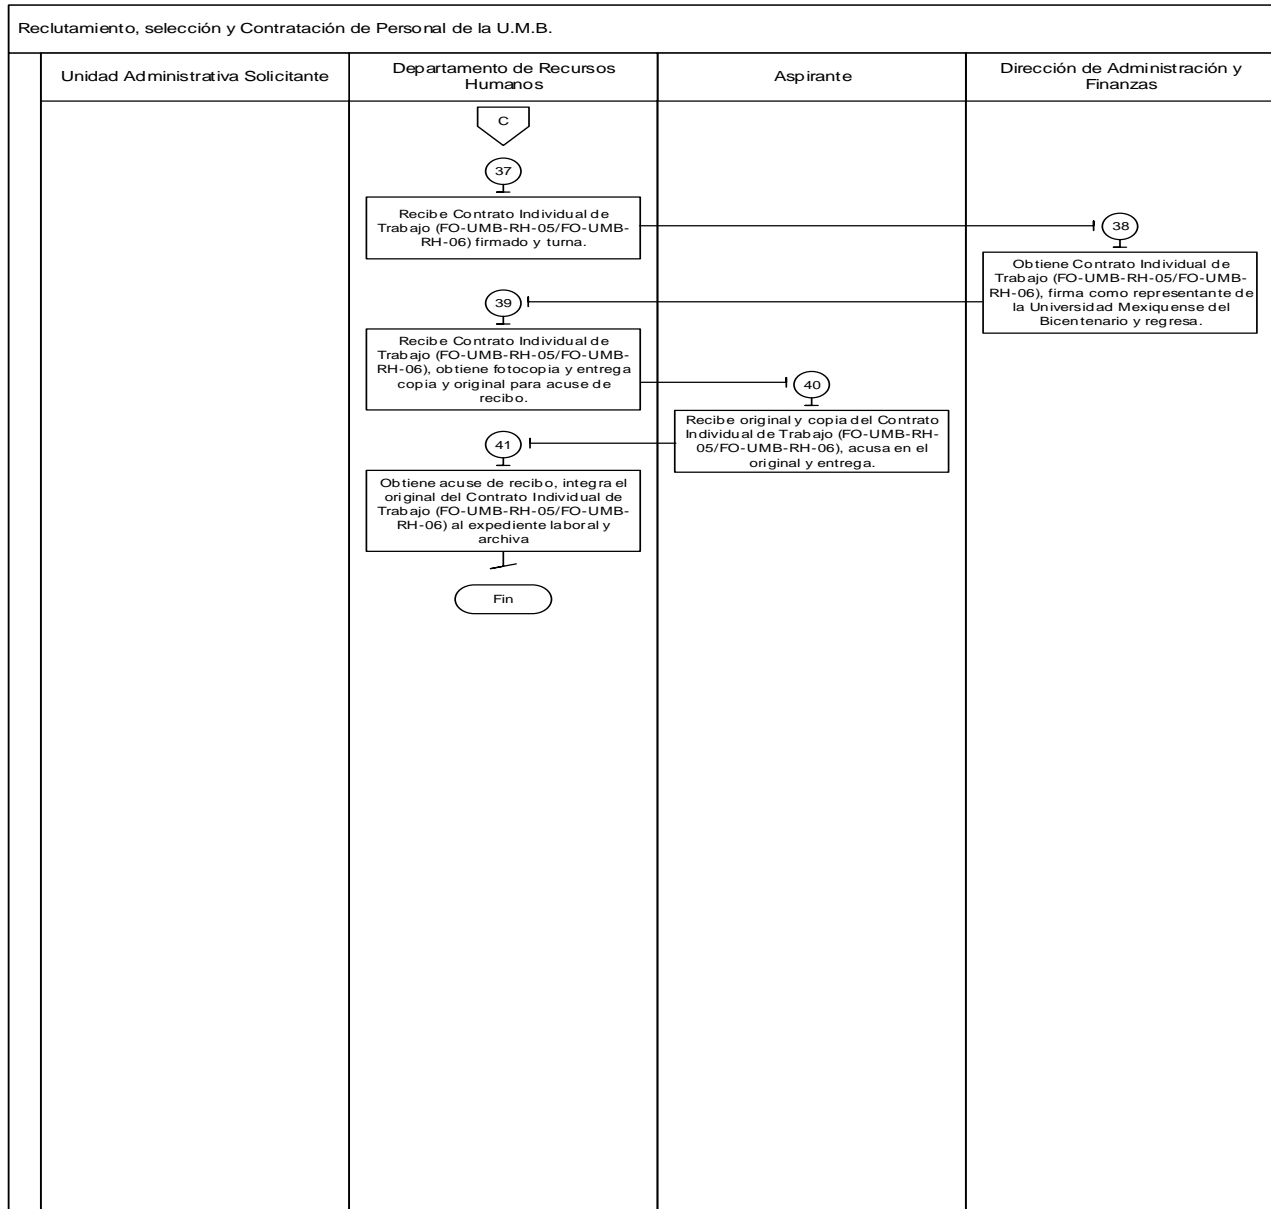 Reclutamiento, selección y Contratación de Personal de la U.M.B.
Unidad Administrativa Solicitante
Departamento de Recursos
Humanos
Aspirante
Dirección de Administración y
Finanzas
C
37
Recibe Contrato Individual de
Trabajo (FO-UMB-RH-05/FO-UMB-
RH-06) firmado y turna.
38
Obtiene Contrato Individual de
Trabajo (FO-UMB-RH-05/FO-UMB-
RH-06), firma como representante de
la Universidad Mexiquense del
Bicentenario y regresa.
39
Recibe Contrato Individual de
Trabajo (FO-UMB-RH-05/FO-UMB-
RH-06), obtiene fotocopia y entrega
copia y original para acuse de
recibo.
40
Recibe original y copia del Contrato
Individual de Trabajo (FO-UMB-RH-
05/FO-UMB-RH-06), acusa en el
original y entrega.
41
Obtiene acuse de recibo, integra el
original del Contrato Individual de
Trabajo (FO-UMB-RH-05/FO-UMB-
RH-06) al expediente laboral y
archiva
Fin